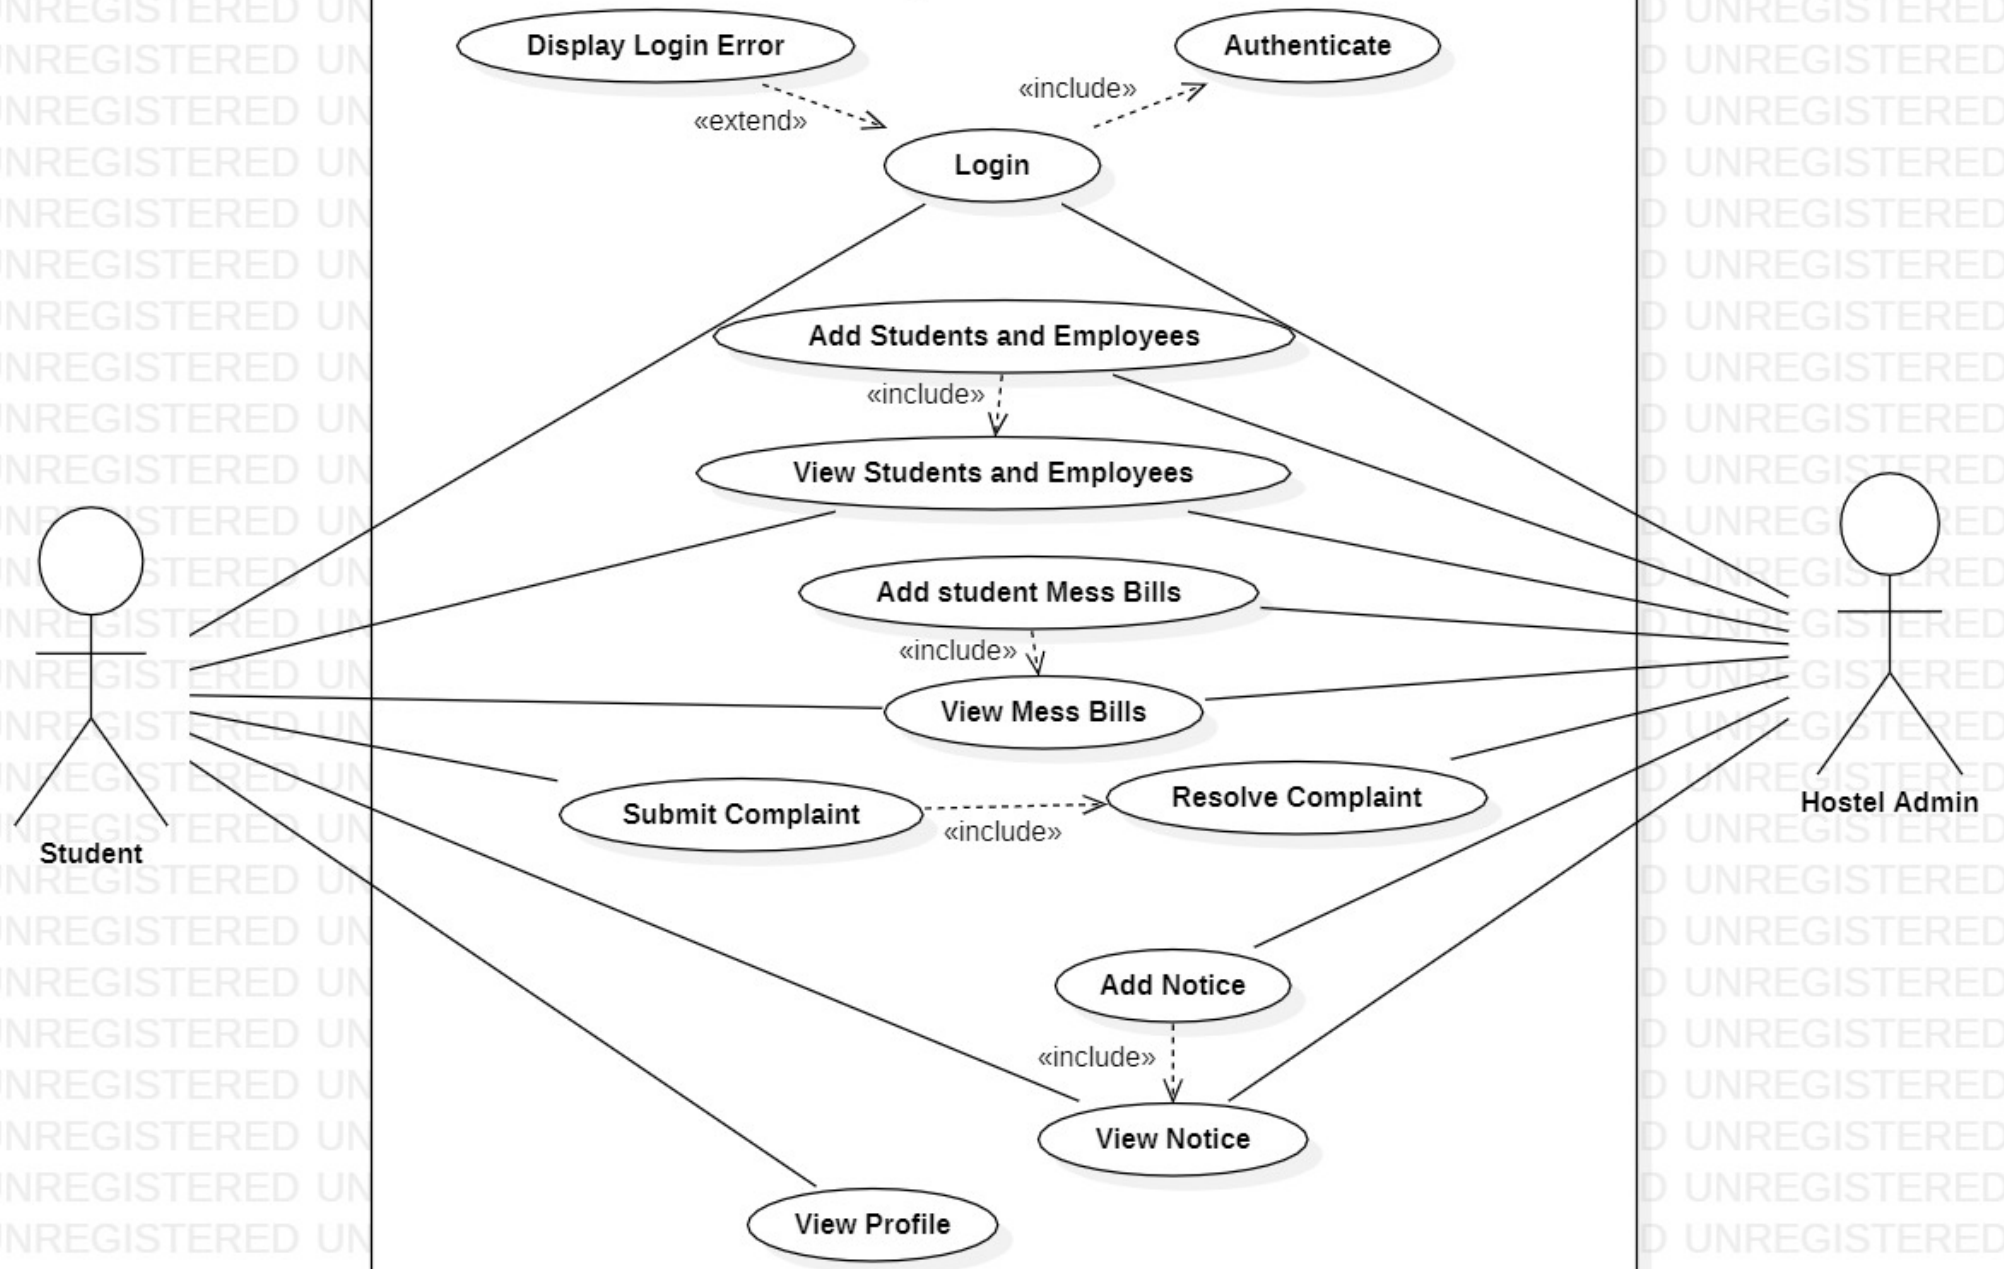 Display Login Error
Authenticate
«include»
«extend»
Login
Add Students and Employees
«include»
View Students and Employees
Add student Mess Bills
«include»
View Mess Bills
Submit Complaint
Resolve Complaint
«include»
Hostel Admin
Student
Add Notice
«include»
View Notice
View Profile
UNREGISTERED